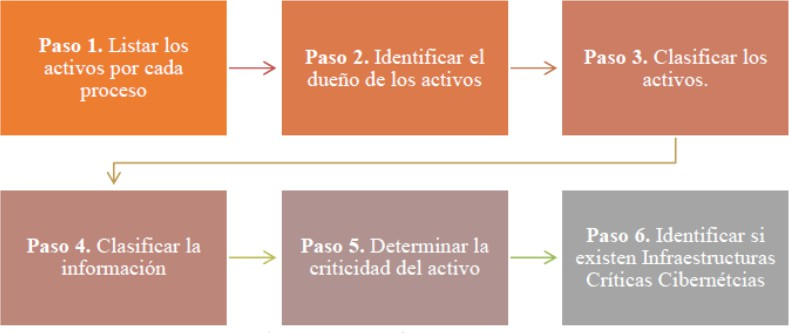 Paso 1. Listar los
activos por cada
proceso
Paso 2. Identificar el
dueño de los activos
Paso 3. Clasificar los
activos.
Paso 4. Clasificar la
información
Paso 5. Determinar la
criticidad del activo
Paso 6. Identificar si
existen Infraestructuras
Críticas Cibernétcias